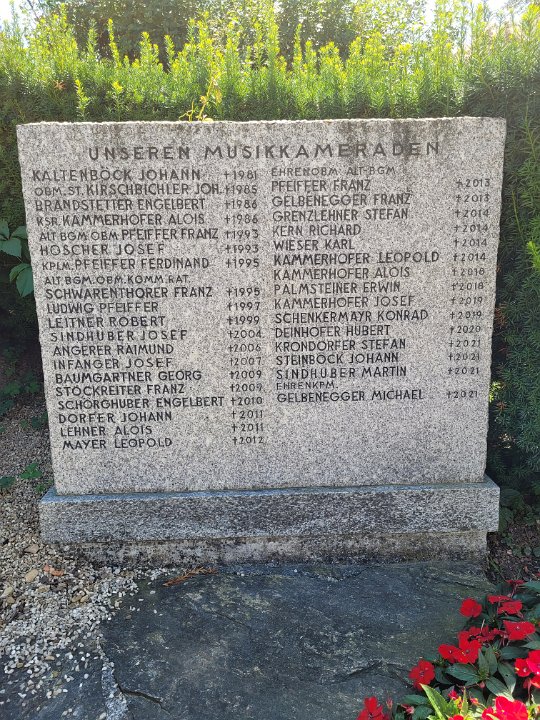 UNSEREN MUSIKKAMERADEN
KALTENBÖCK JOHANN †1981
OBM.ST. KIRSCHBICHLER JOH. †1985
BRANDSTETTER ENGELBERT †1986
KSR. KAMMERHOFER ALOIS †1986
ALT BGM. OBM. PFEIFFER FRANZ †1993
HÖSCHER JOSEF †1993
KPLM. PFEIFFER FERDINAND †1995
ALT. BGM. OBM. KOMM. RAT
SCHWARENTHORER FRANZ †1995
LUDWIG PFEIFFER †1997
LEITNER ROBERT †1999
SINDHUBER JOSEF †2004
ANGERER RAIMUND †2006
INFANGER JOSEF †2007
BAUMGARTNER GEORG †2009
STÖCKREITER FRANZ †2009
SCHÖRGHUBER ENGELBERT †2010
DORFER JOHANN †2011
LEHNER ALOIS †2011
MAYER LEOPOLD †2012
EHRENOBM. ALT-BGM
PFEIFFER FRANZ †2013
GELBENEGGER FRANZ †2013
GRENZLEHNER STEFAN †2014
KERN RICHARD †2014
WIESER KARL †2014
KAMMERHOFER LEOPOLD †2014
KAMMERHOFER ALOIS †2016
PALMSTEINER ERWIN †2018
KAMMERHOFER JOSEF †2019
SCHENKERMAYR KONRAD †2019
DEINHOFER HUBERT †2020
KRONDORFER STEFAN †2021
STEINBÖCK JOHANN †2021
SINDHUBER MARTIN †2021
EHRENKPM.
GELBENEGGER MICHAEL †2021